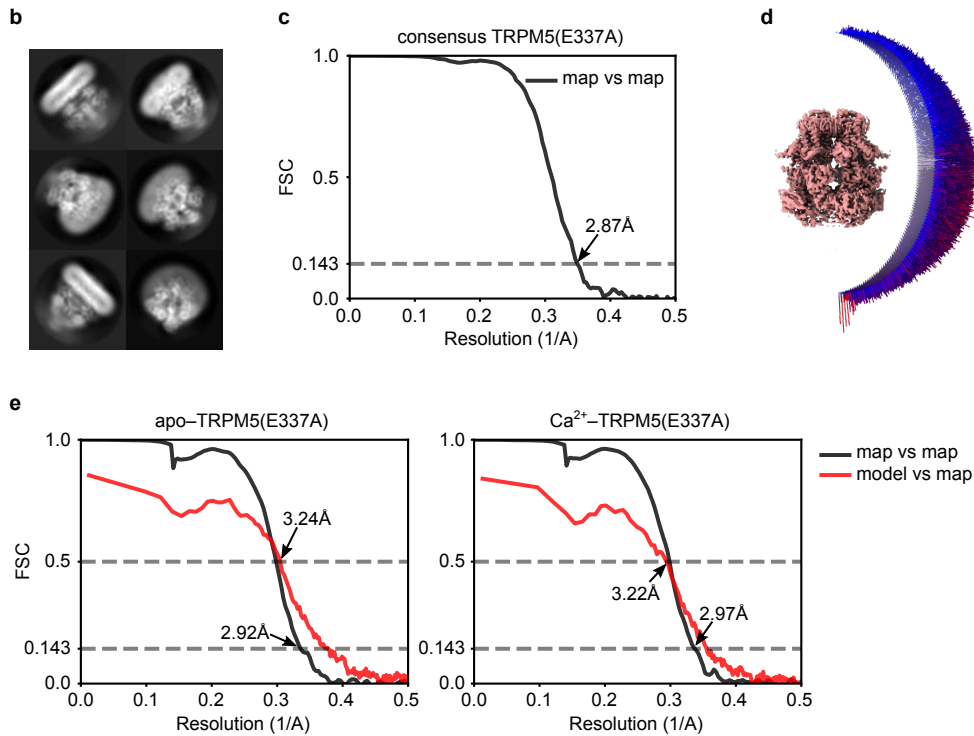 b
c
d
consensus TRPM5(E337A)
1.0
map vs map
FSC
0.5
2.87Å
0.143
0.0
0.0 0.1 0.2 0.3 0.4 0.5
Resolution (1/A)
e
apo–TRPM5(E337A)
1.0
3.24Å
FSC
0.5
2.92Å
0.143
0.0
0.0 0.1 0.2 0.3 0.4 0.5
Resolution (1/A)
Ca²⁺–TRPM5(E337A)
1.0
0.5
3.22Å
2.97Å
0.143
0.0
0.0 0.1 0.2 0.3 0.4 0.5
Resolution (1/A)
map vs map
model vs map